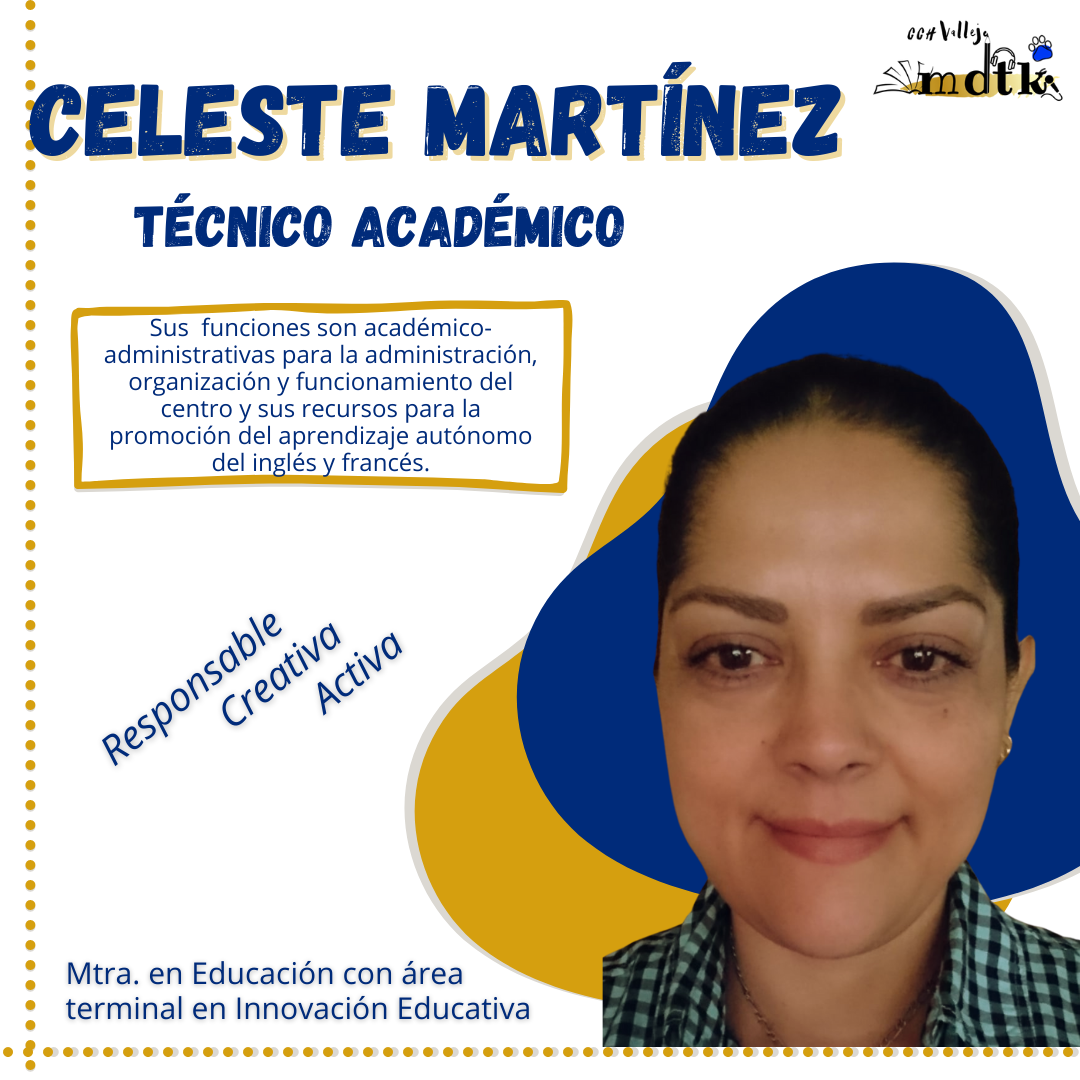 CCH Vallejo
mdtk
CELESTE MARTÍNEZ
TÉCNICO ACADÉMICO
Sus funciones son académico-
administrativas para la administración,
organización y funcionamiento del
centro y sus recursos para la
promoción del aprendizaje autónomo
del inglés y francés.
Responsable
Creativa
Activa
Mtra. en Educación con área
terminal en Innovación Educativa